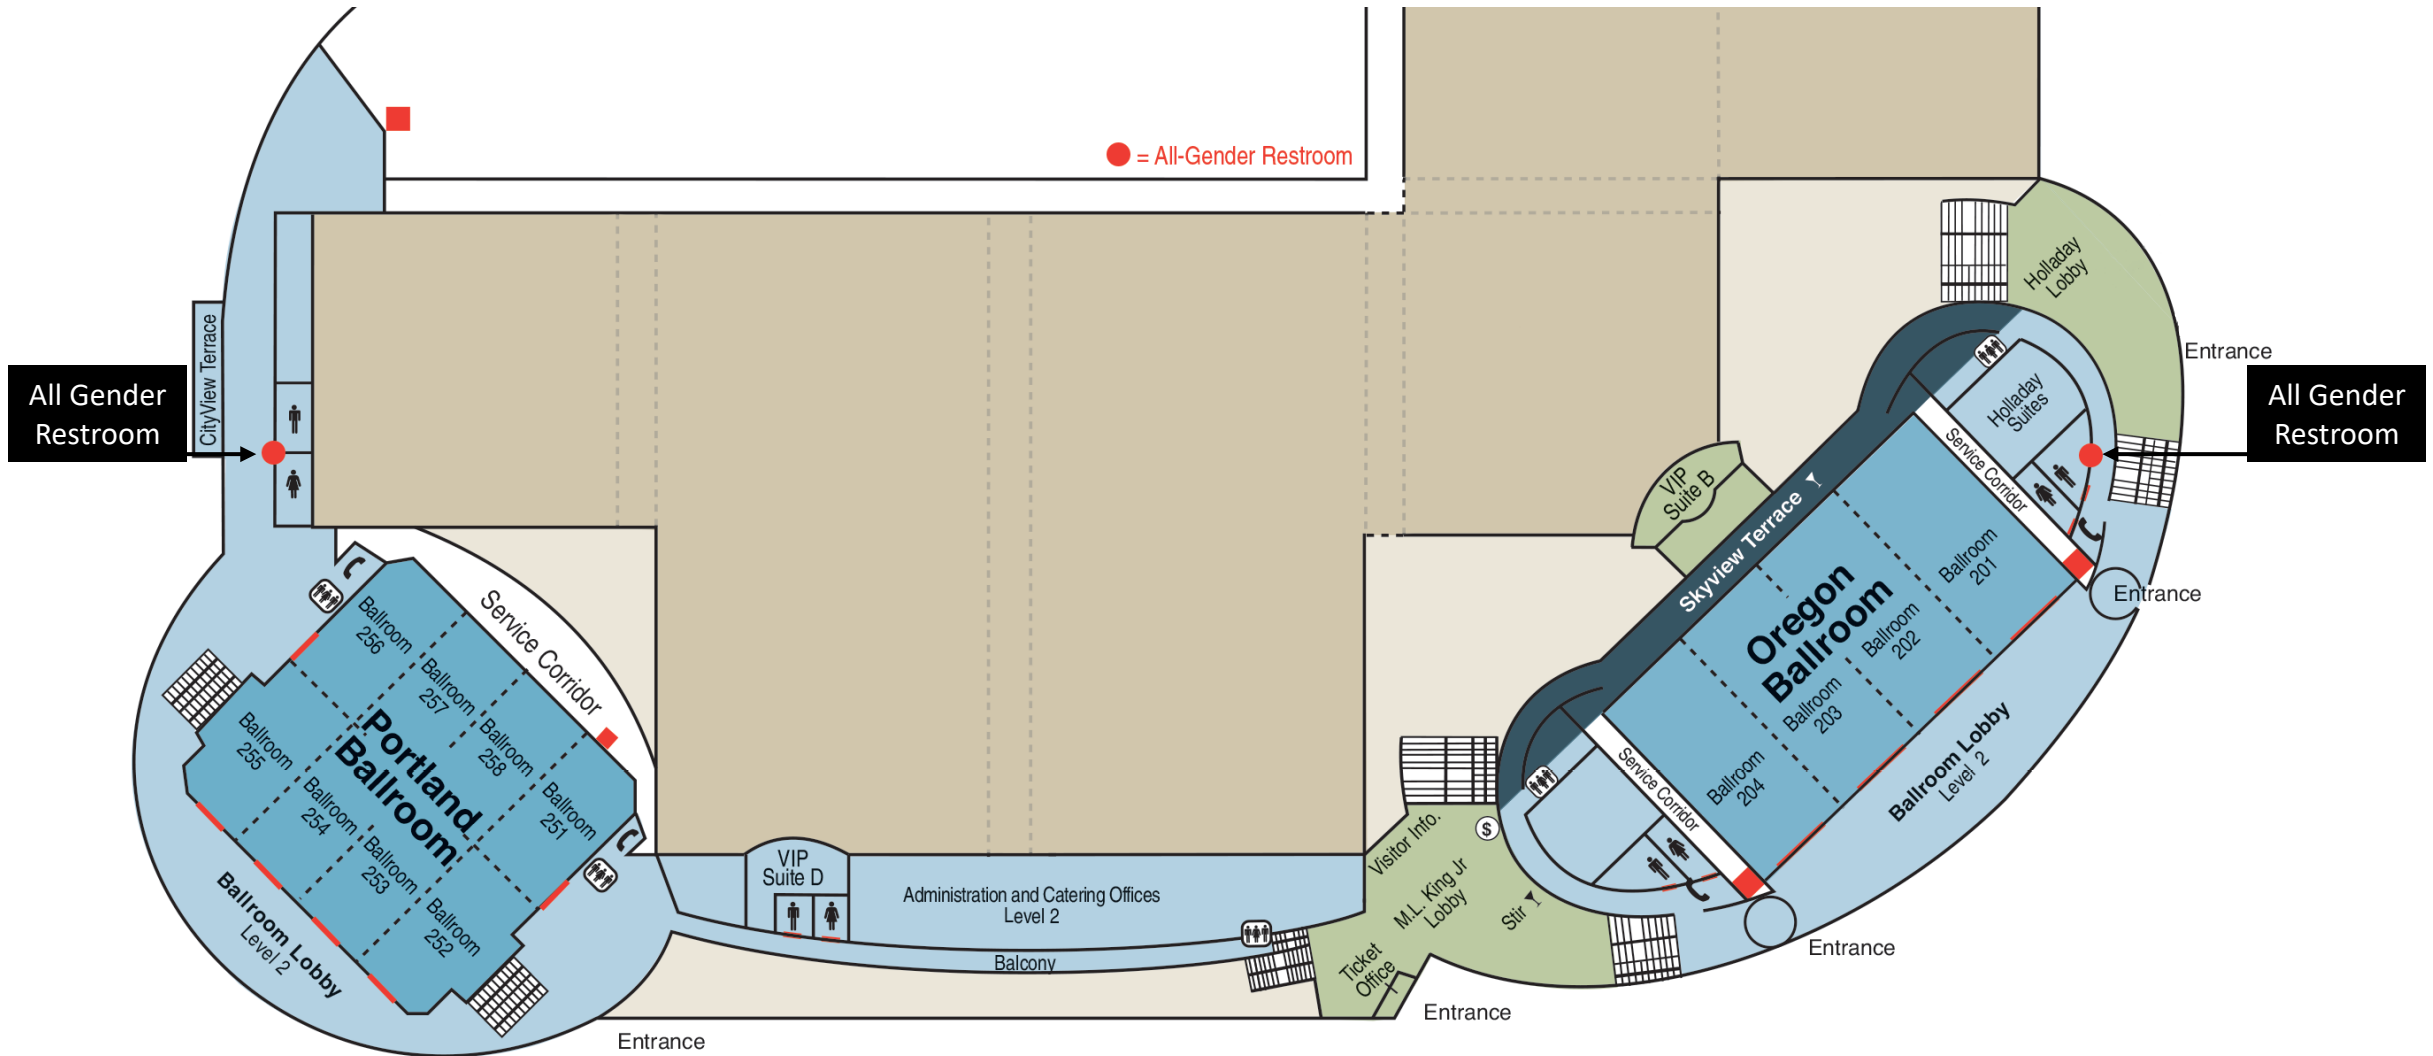 = All-Gender Restroom
Holladay
Lobby
Entrance
CityView Terrace
All Gender
Restroom
All Gender
Restroom
Holladay
Suites
Service Corridor
VIP
Suite B
Skyview Terrace
Ballroom
201
Oregon
Ballroom
Ballroom
202
Ballroom
203
Ballroom
204
Entrance
Ballroom Lobby
Level 2
Service Corridor
Service Corridor
Ballroom
256
Ballroom
257
Ballroom
258
Ballroom
251
Portland
Ballroom
Ballroom
255
Ballroom
254
Ballroom
253
Ballroom
252
Ballroom Lobby
Level 2
VIP
Suite D
Administration and Catering Offices
Level 2
Balcony
Visitor Info.
$
M.L. King Jr
Lobby
Stir
Ticket
Office
Entrance
Entrance
Entrance